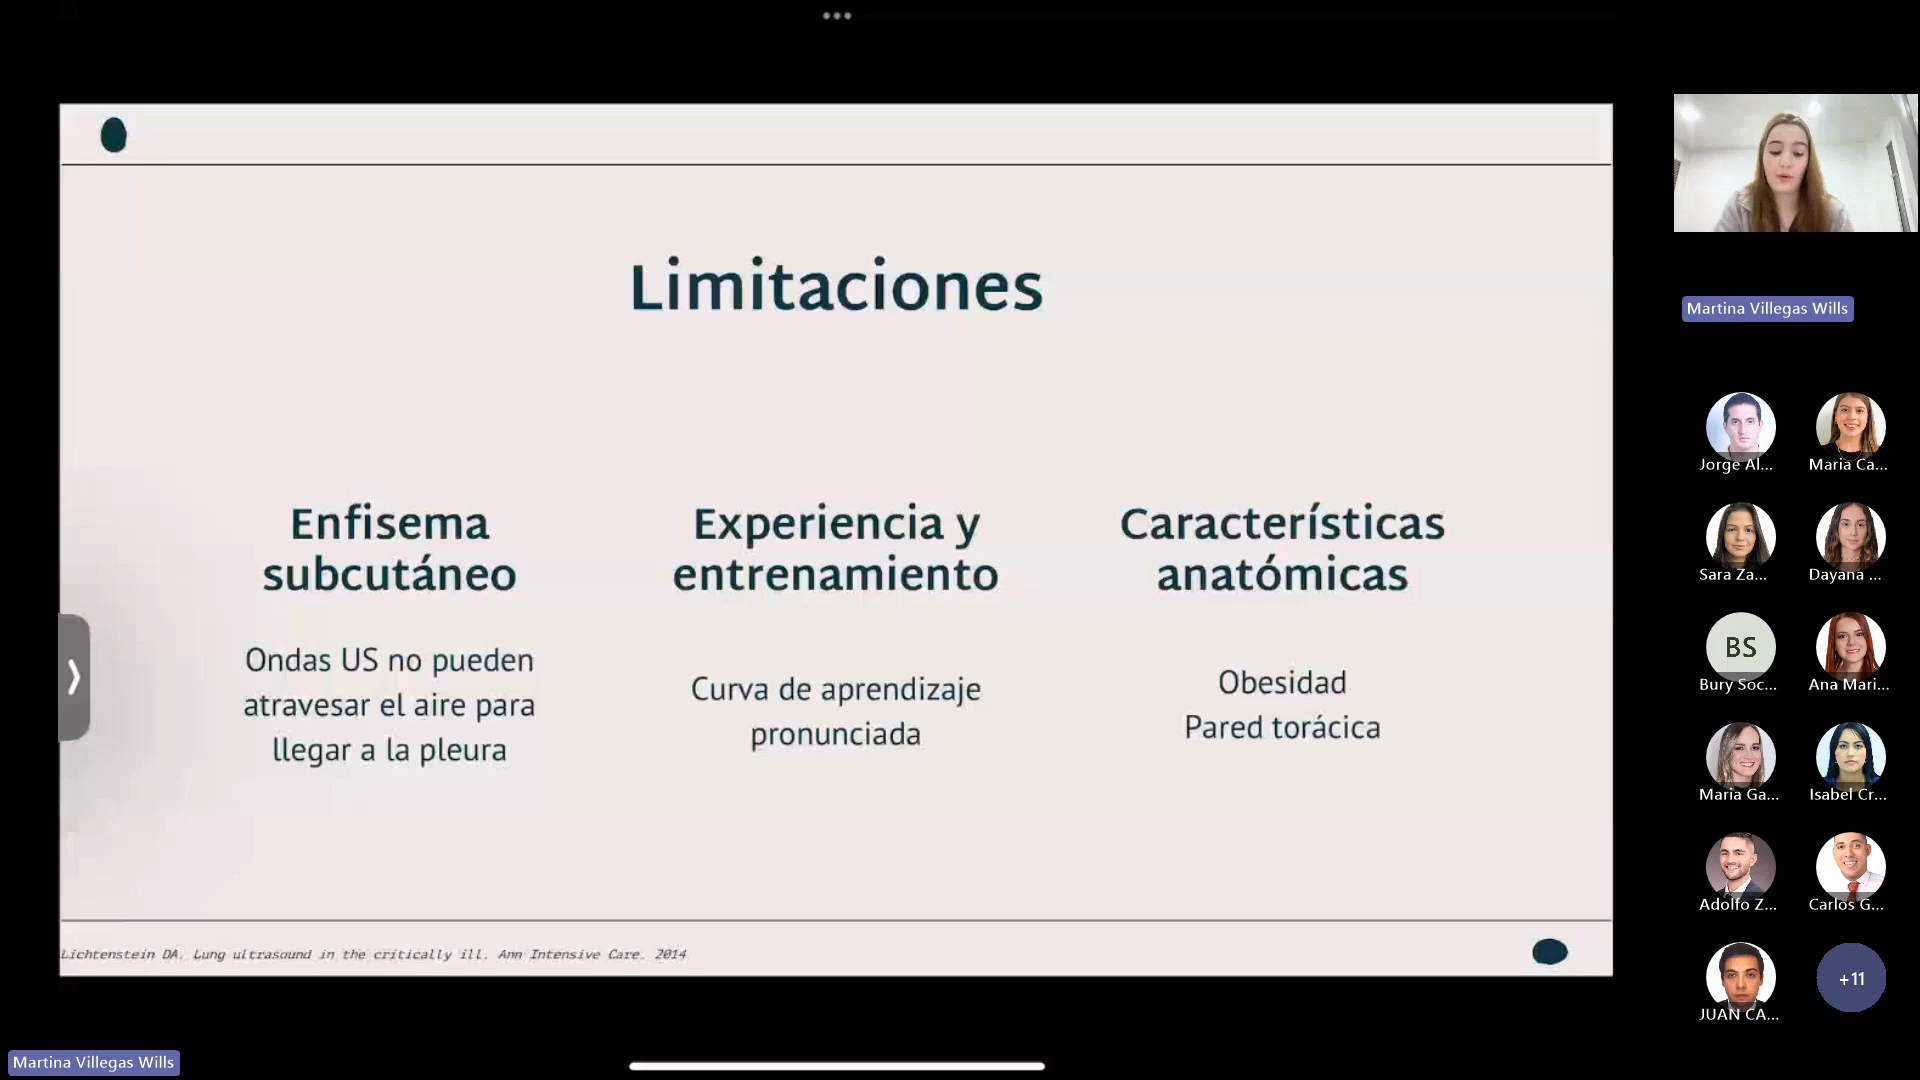 Limitaciones
Enfisema
subcutáneo
Ondas US no pueden
atravesar el aire para
llegar a la pleura
Experiencia y
entrenamiento
Curva de aprendizaje
pronunciada
Características
anatómicas
Obesidad
Pared torácica
Lichtenstein DA. Lung ultrasound in the critically ill. Ann Intensive Care. 2014
Martina Villegas Wills
Jorge Al...
Maria Ca...
Sara Za...
Dayana ...
BS
Bury Soc...
Ana Mari...
Maria Ga...
Isabel Cr...
Adolfo Z...
Carlos G...
JUAN CA...
+11
Martina Villegas Wills